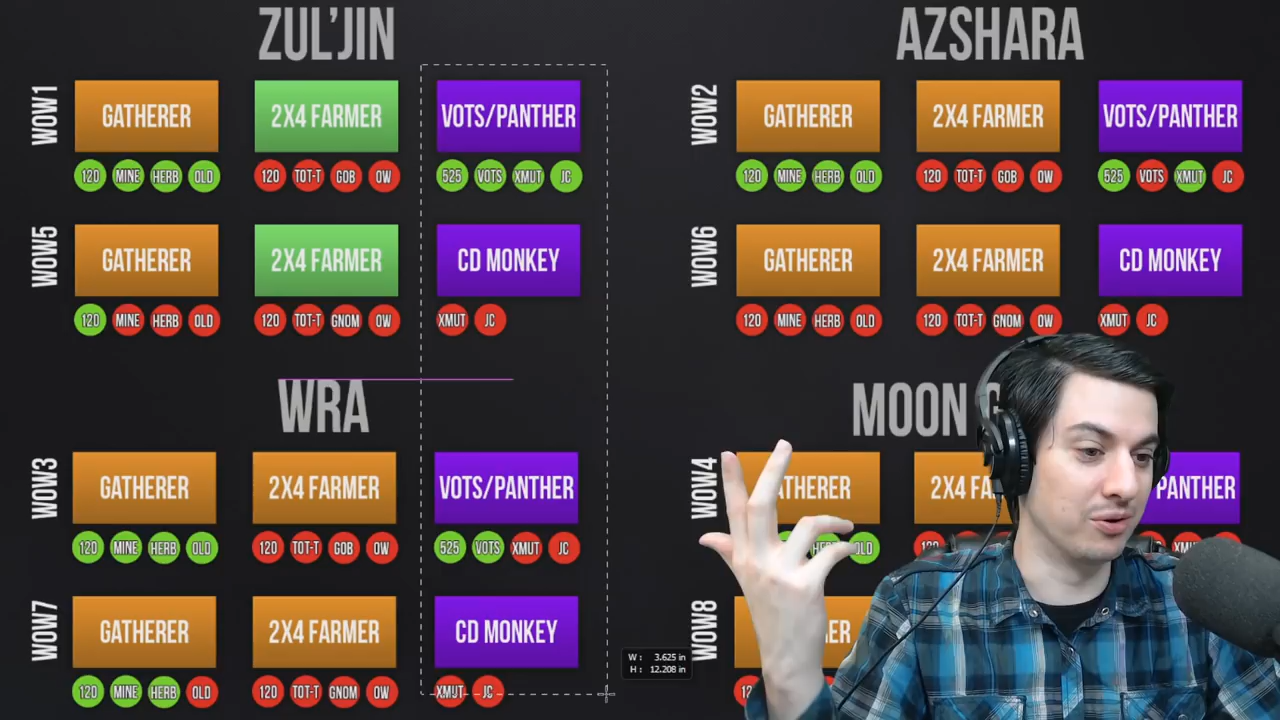 ZUL'JIN
WOW1
GATHERER 2X4 FARMER VOTS/PANTHER
120 MINE HERB OLD 120 TOT-T GOB OW 525 VOTS XMUT JC
WOW5
GATHERER 2X4 FARMER CD MONKEY
120 MINE HERB OLD 120 TOT-T GNOM OW XMUT JC
AZSHARA
WOW2
GATHERER 2X4 FARMER VOTS/PANTHER
120 MINE HERB OLD 120 TOT-T GOB OW 525 VOTS XMUT JC
WOW6
GATHERER 2X4 FARMER CD MONKEY
120 MINE HERB OLD 120 TOT-T GNOM OW XMUT JC
WRA
WOW3
GATHERER 2X4 FARMER VOTS/PANTHER
120 MINE HERB OLD 120 TOT-T GOB OW 525 VOTS XMUT JC
WOW7
GATHERER 2X4 FARMER CD MONKEY
120 MINE HERB OLD 120 TOT-T GNOM OW XMUT JC
W: 3.625 in
H: 12.208 in
MOON
WOW4
PANTHER
OLD
WOW8